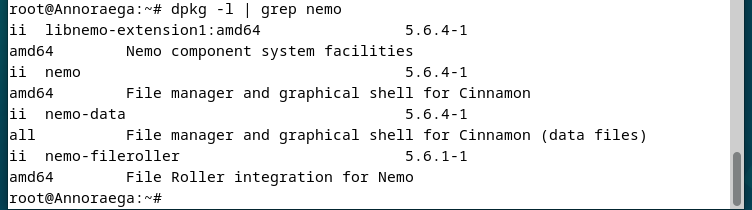 root@Annoraega:~# dpkg -l | grep nemo
ii  libnemo-extension1:amd64                5.6.4-1
amd64        Nemo component system facilities
ii  nemo                                    5.6.4-1
amd64        File manager and graphical shell for Cinnamon
ii  nemo-data                               5.6.4-1
all          File manager and graphical shell for Cinnamon (data files)
ii  nemo-fileroller                         5.6.1-1
amd64        File Roller integration for Nemo
root@Annoraega:~#